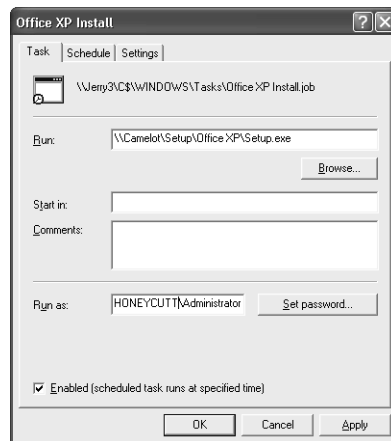 Office XP Install
Task Schedule Settings
\\Jerry3\C$\WINDOWS\Tasks\Office XP Install.job
Run: \\Camelot\Setup\Office XP\Setup.exe
Browse...
Start in:
Comments:
Run as: HONEYCUTT\Administrator Set password...
Enabled (scheduled task runs at specified time)
OK Cancel Apply